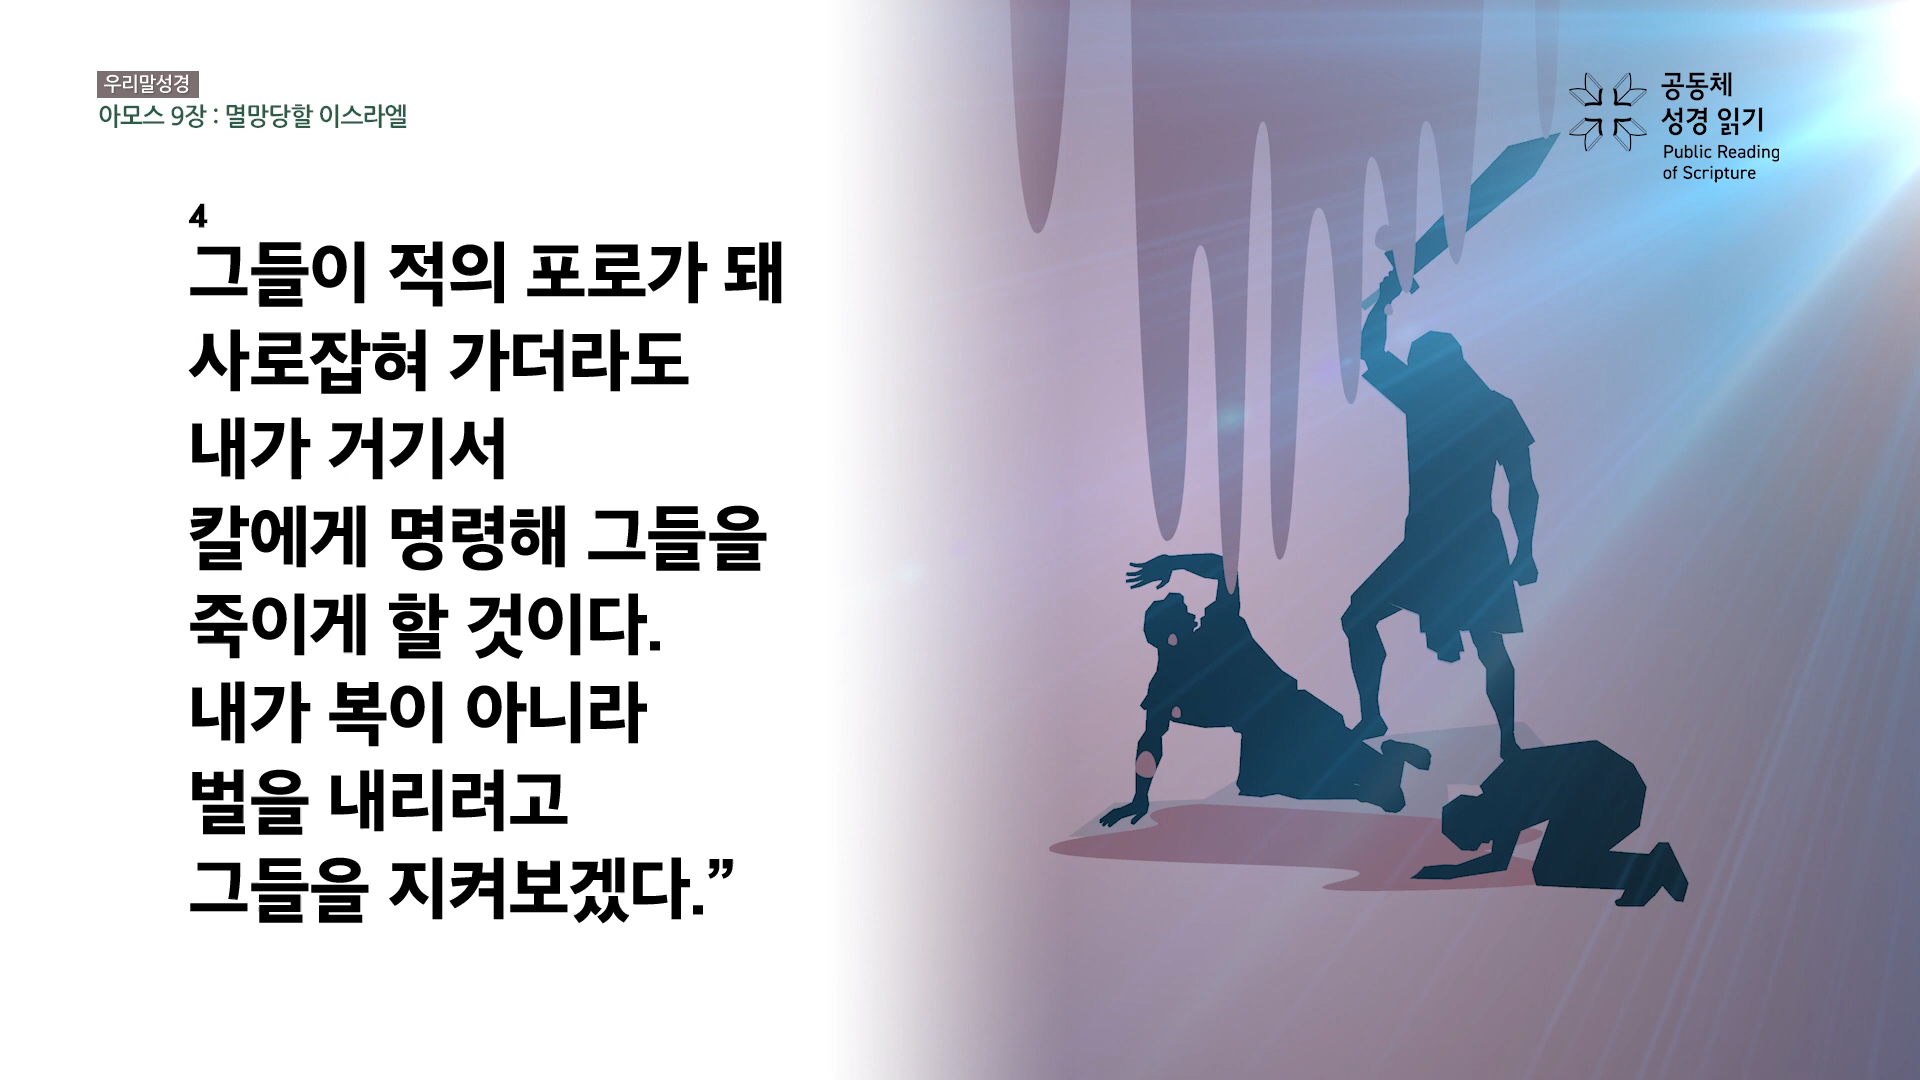 우리말성경
아모스 9장 : 멸망당할 이스라엘
공동체
성경 읽기
Public Reading
of Scripture
4
그들이 적의 포로가 돼
사로잡혀 가더라도
내가 거기서
칼에게 명령해 그들을
죽이게 할 것이다.
내가 복이 아니라
벌을 내리려고
그들을 지켜보겠다.”